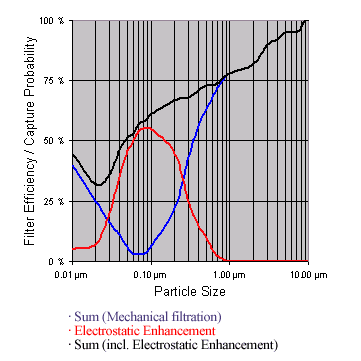 Filter Efficiency / Capture Probability
100 %
75 %
50 %
25 %
0 %
0.01 µm
0.10 µm
1.00 µm
10.00 µm
Particle Size
· Sum (Mechanical filtration)
· Electrostatic Enhancement
· Sum (incl. Electrostatic Enhancement)